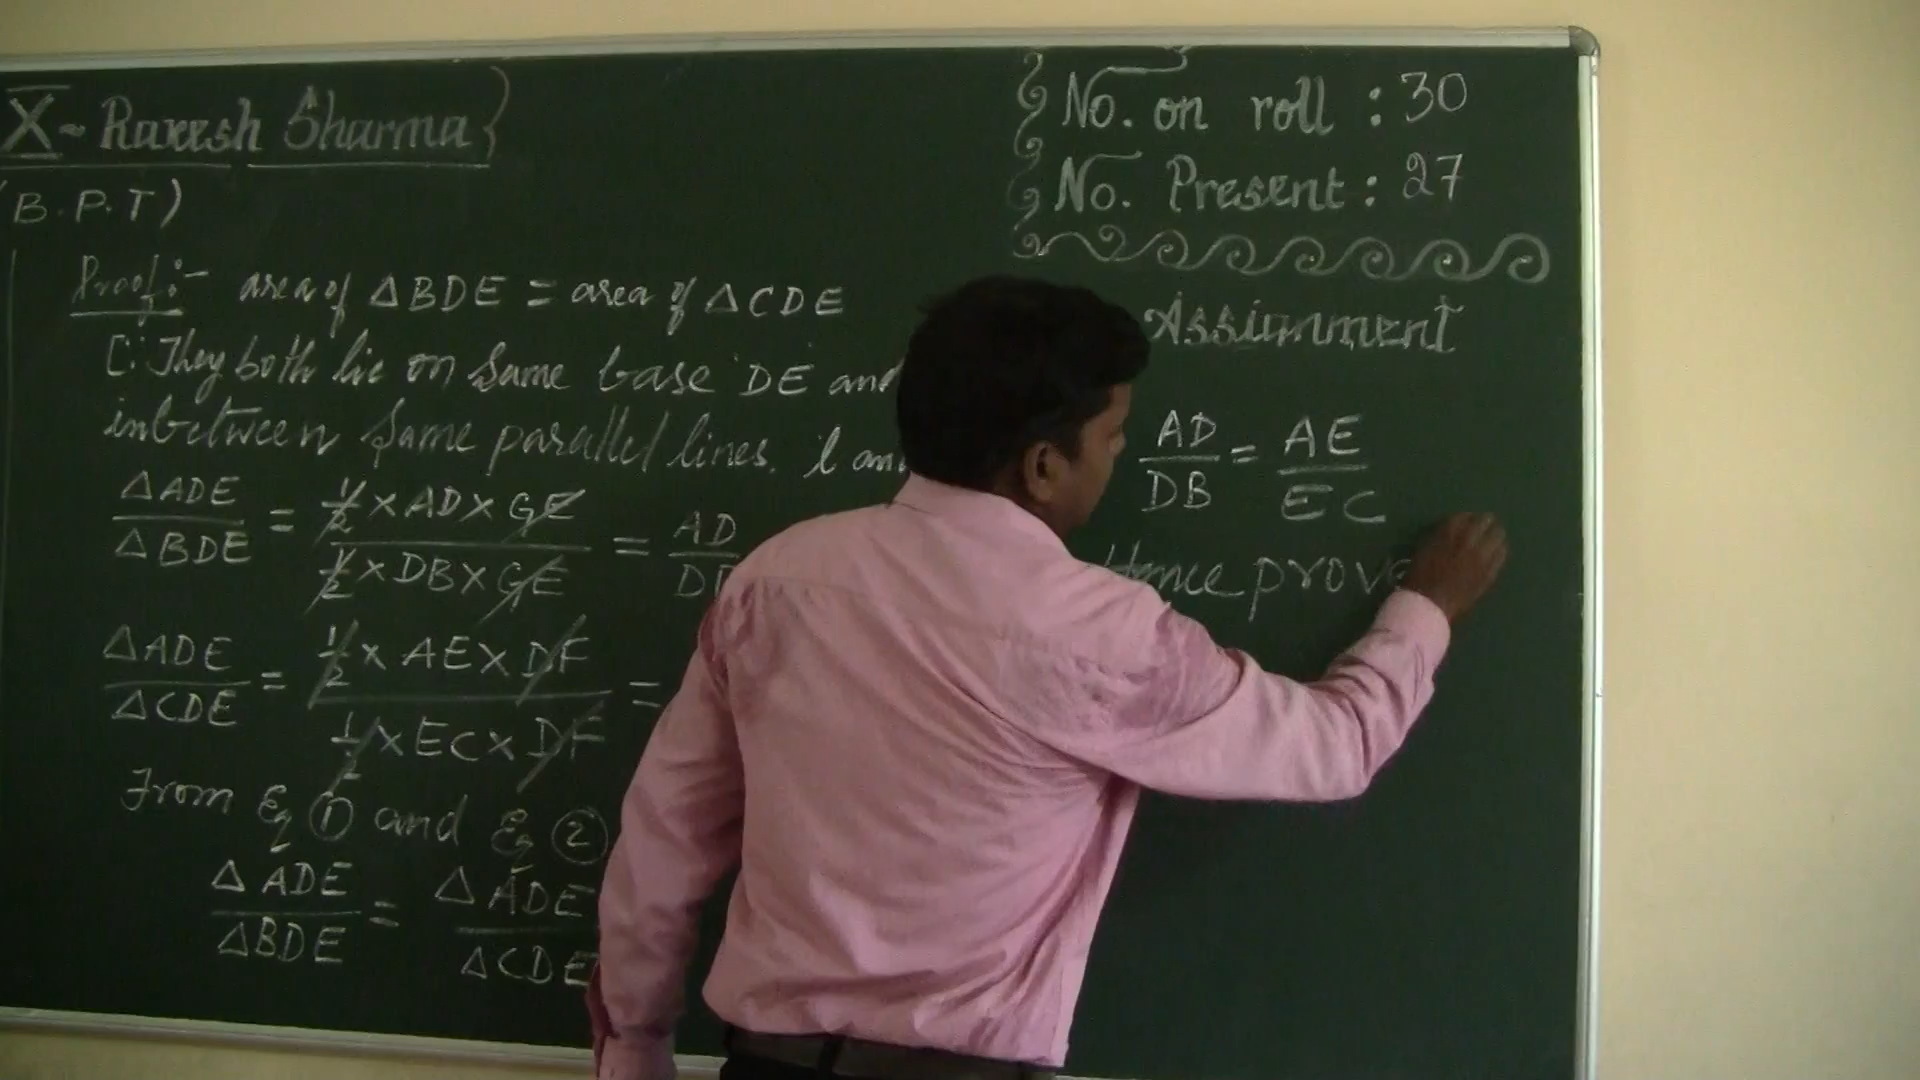 X - Rakesh Sharma
(B.P.T)
Proof :- area of △BDE = area of △CDE
[∵ They both lie on same base DE and
inbetween same parallel lines. l and
△ADE/△BDE = ½ × AD × GE / ½ × DB × GE = AD/D
△ADE/△CDE = ½ × AE × DF / ½ × EC × DF =
From Eq ① and Eq ②
△ADE/△BDE = △ADE/△CDE
No. on roll : 30
No. Present : 27
Assignment
AD/DB = AE/EC
Hence prove